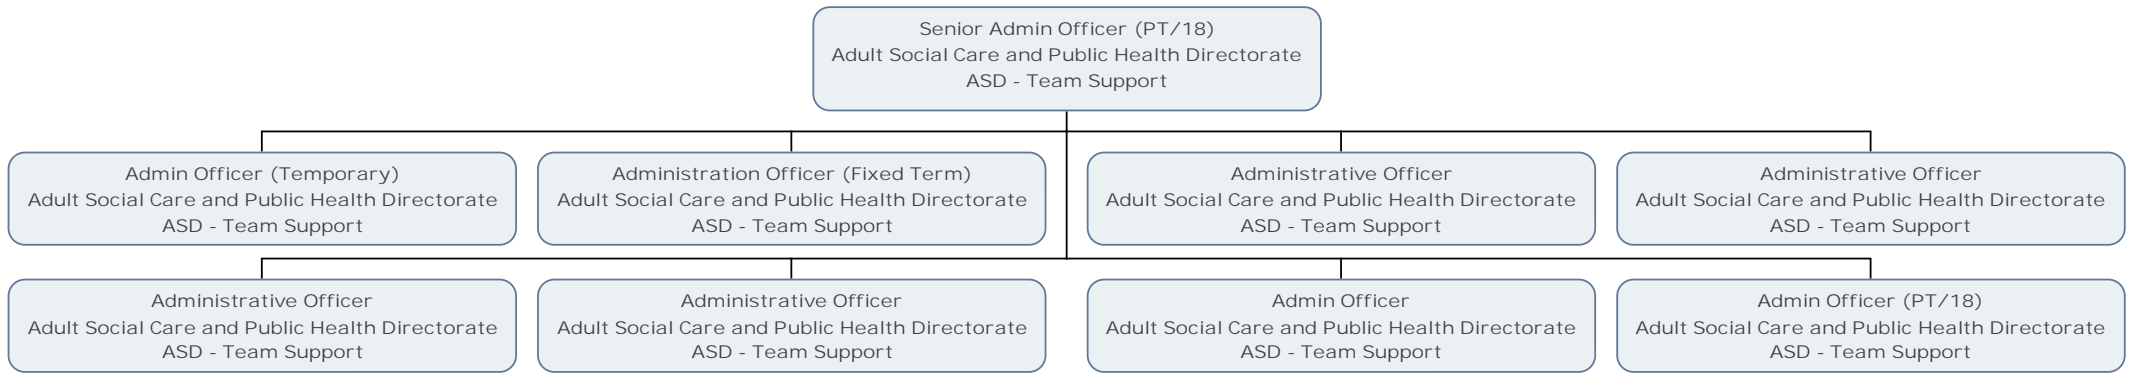 Senior Admin Officer (PT/18)
Adult Social Care and Public Health Directorate
ASD - Team Support
Admin Officer (Temporary)
Adult Social Care and Public Health Directorate
ASD - Team Support
Administration Officer (Fixed Term)
Adult Social Care and Public Health Directorate
ASD - Team Support
Administrative Officer
Adult Social Care and Public Health Directorate
ASD - Team Support
Administrative Officer
Adult Social Care and Public Health Directorate
ASD - Team Support
Administrative Officer
Adult Social Care and Public Health Directorate
ASD - Team Support
Administrative Officer
Adult Social Care and Public Health Directorate
ASD - Team Support
Admin Officer
Adult Social Care and Public Health Directorate
ASD - Team Support
Admin Officer (PT/18)
Adult Social Care and Public Health Directorate
ASD - Team Support